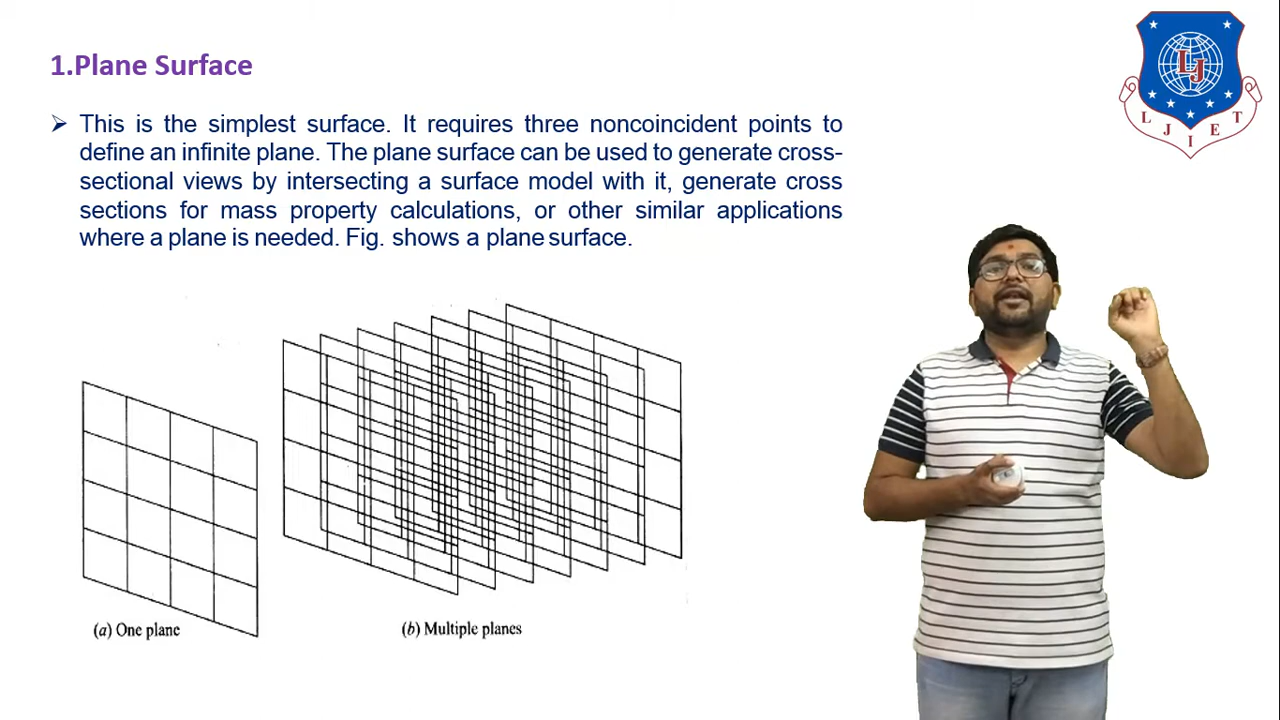 1.Plane Surface
➢ This is the simplest surface. It requires three noncoincident points to
define an infinite plane. The plane surface can be used to generate cross-
sectional views by intersecting a surface model with it, generate cross
sections for mass property calculations, or other similar applications
where a plane is needed. Fig. shows a plane surface.
(a) One plane
(b) Multiple planes
LJ
L J I E T